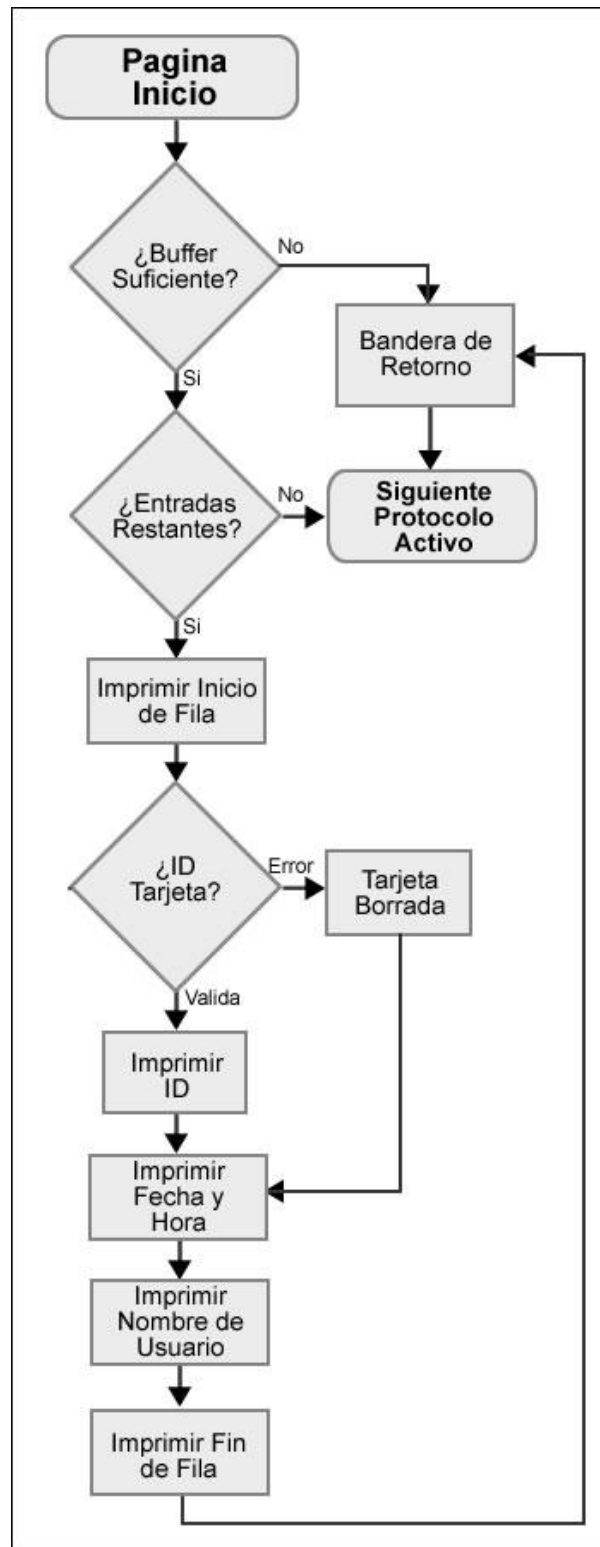 Pagina
Inicio
¿Buffer
Suficiente?
No
Bandera de
Retorno
Si
¿Entradas
Restantes?
No
Siguiente
Protocolo
Activo
Si
Imprimir Inicio
de Fila
¿ID
Tarjeta?
Error
Tarjeta
Borrada
Valida
Imprimir
ID
Imprimir
Fecha y
Hora
Imprimir
Nombre de
Usuario
Imprimir Fin
de Fila